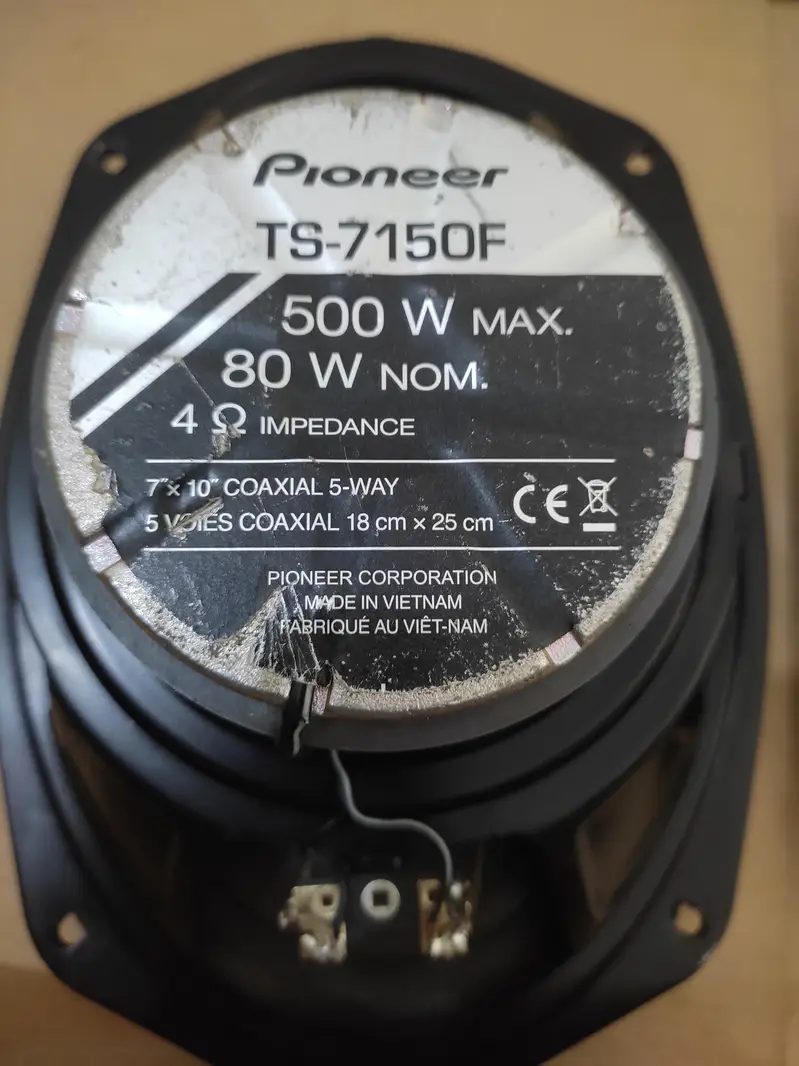 Pioneer
TS-7150F
500 W MAX.
80 W NOM.
4 Ω IMPEDANCE
7"x 10" COAXIAL 5-WAY
5 VOIES COAXIAL 18 cm × 25 cm
CE
PIONEER CORPORATION
MADE IN VIETNAM
FABRIQUÉ AU VIÊT-NAM